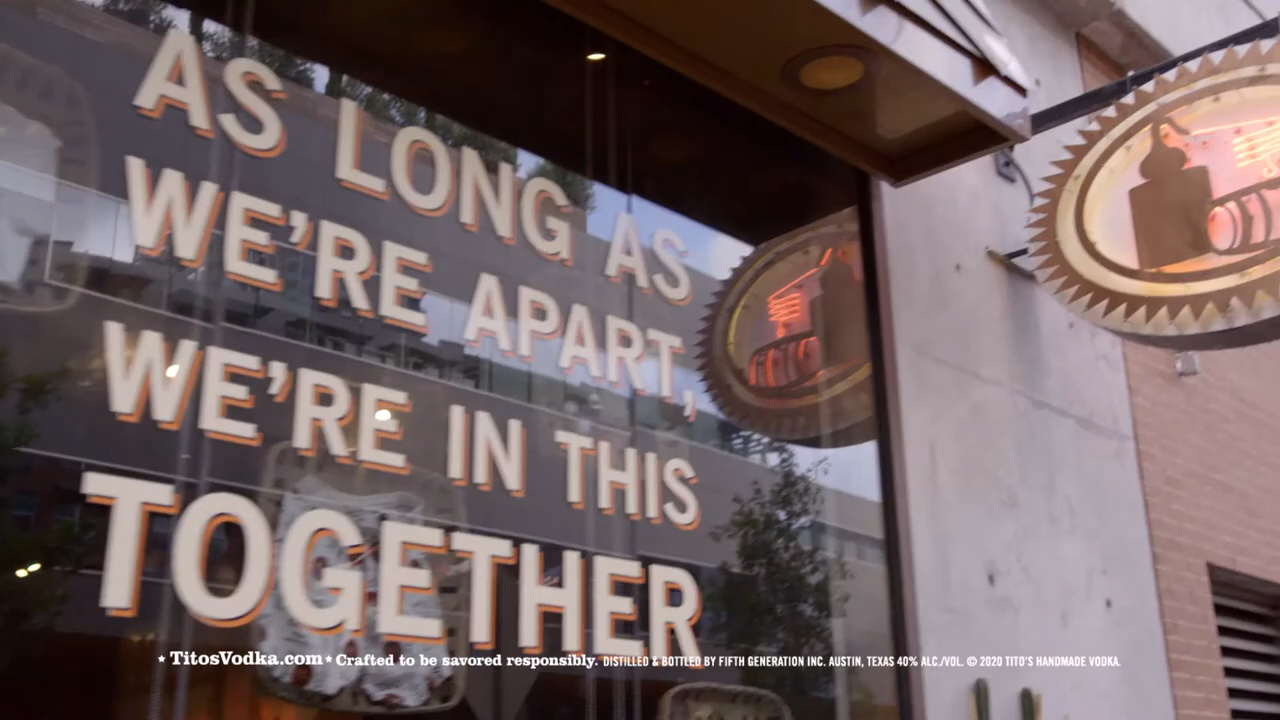 AS LONG AS
WE'RE APART,
WE'RE IN THIS
TOGETHER
★ TitosVodka.com ★ Crafted to be savored responsibly. DISTILLED & BOTTLED BY FIFTH GENERATION INC. AUSTIN, TEXAS 40% ALC./VOL. © 2020 TITO'S HANDMADE VODKA.